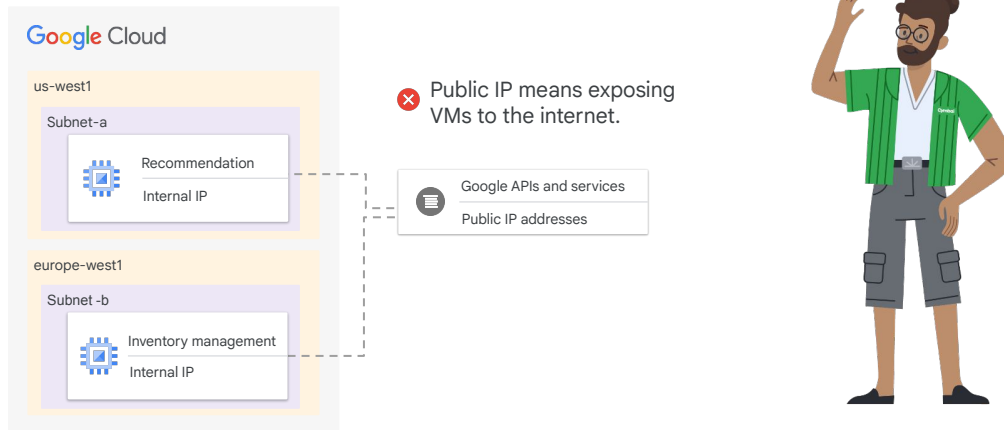 Google Cloud
us-west1
Subnet-a
Recommendation
Internal IP
europe-west1
Subnet -b
Inventory management
Internal IP
Public IP means exposing
VMs to the internet.
Google APIs and services
Public IP addresses
Cymbal